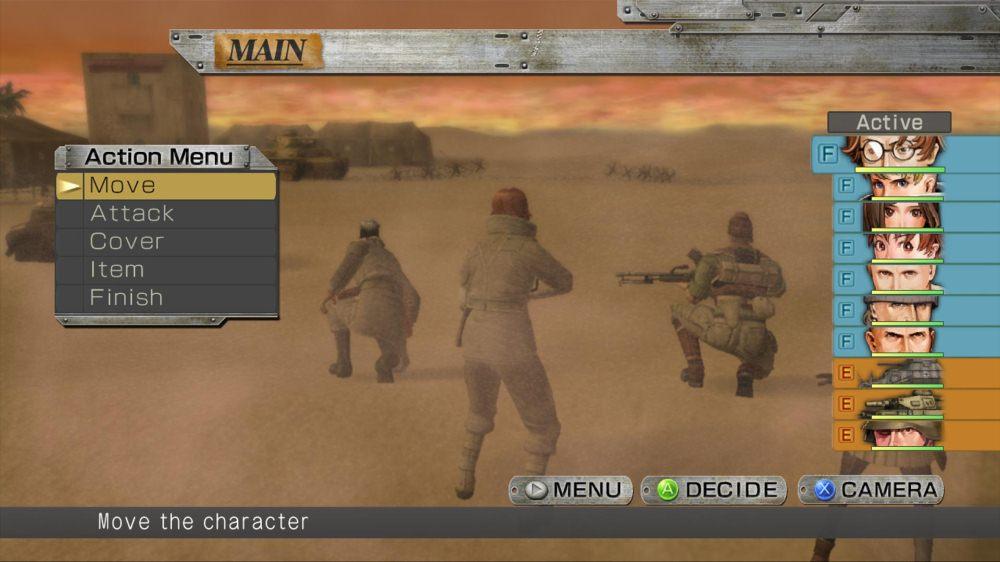 MAIN
Active
Action Menu
Move
Attack
Cover
Item
Finish
F
F
F
F
F
F
F
E
E
E
MENU
A DECIDE
X CAMERA
Move the character